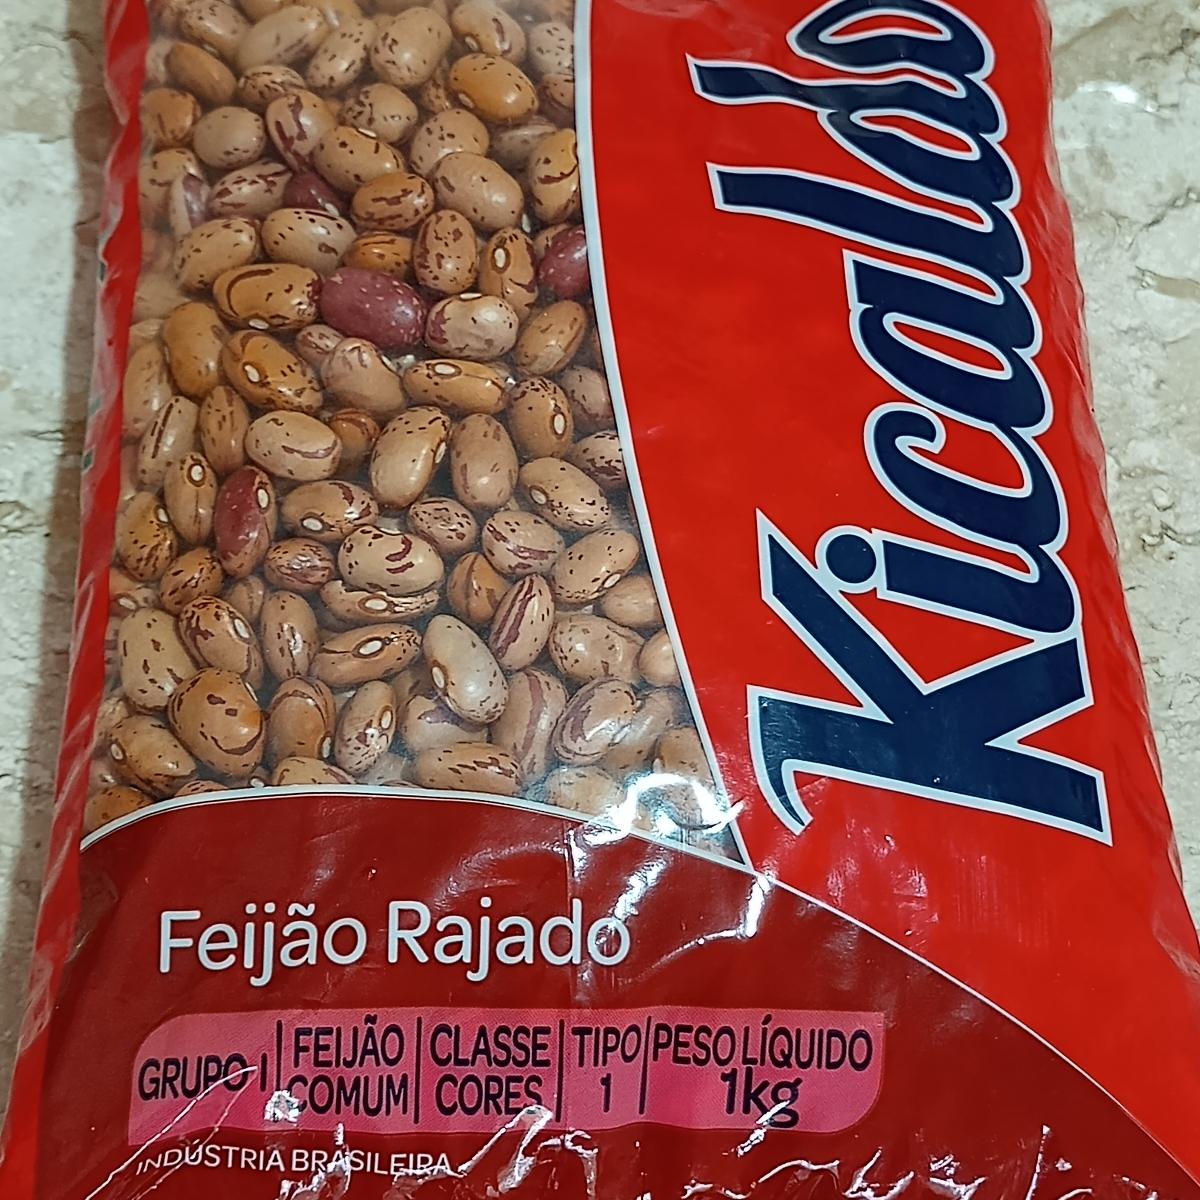 Kicaldo
Feijão Rajado
GRUPO I | FEIJÃO COMUM | CLASSE CORES | TIPO 1 | PESO LÍQUIDO 1kg
INDÚSTRIA BRASILEIRA